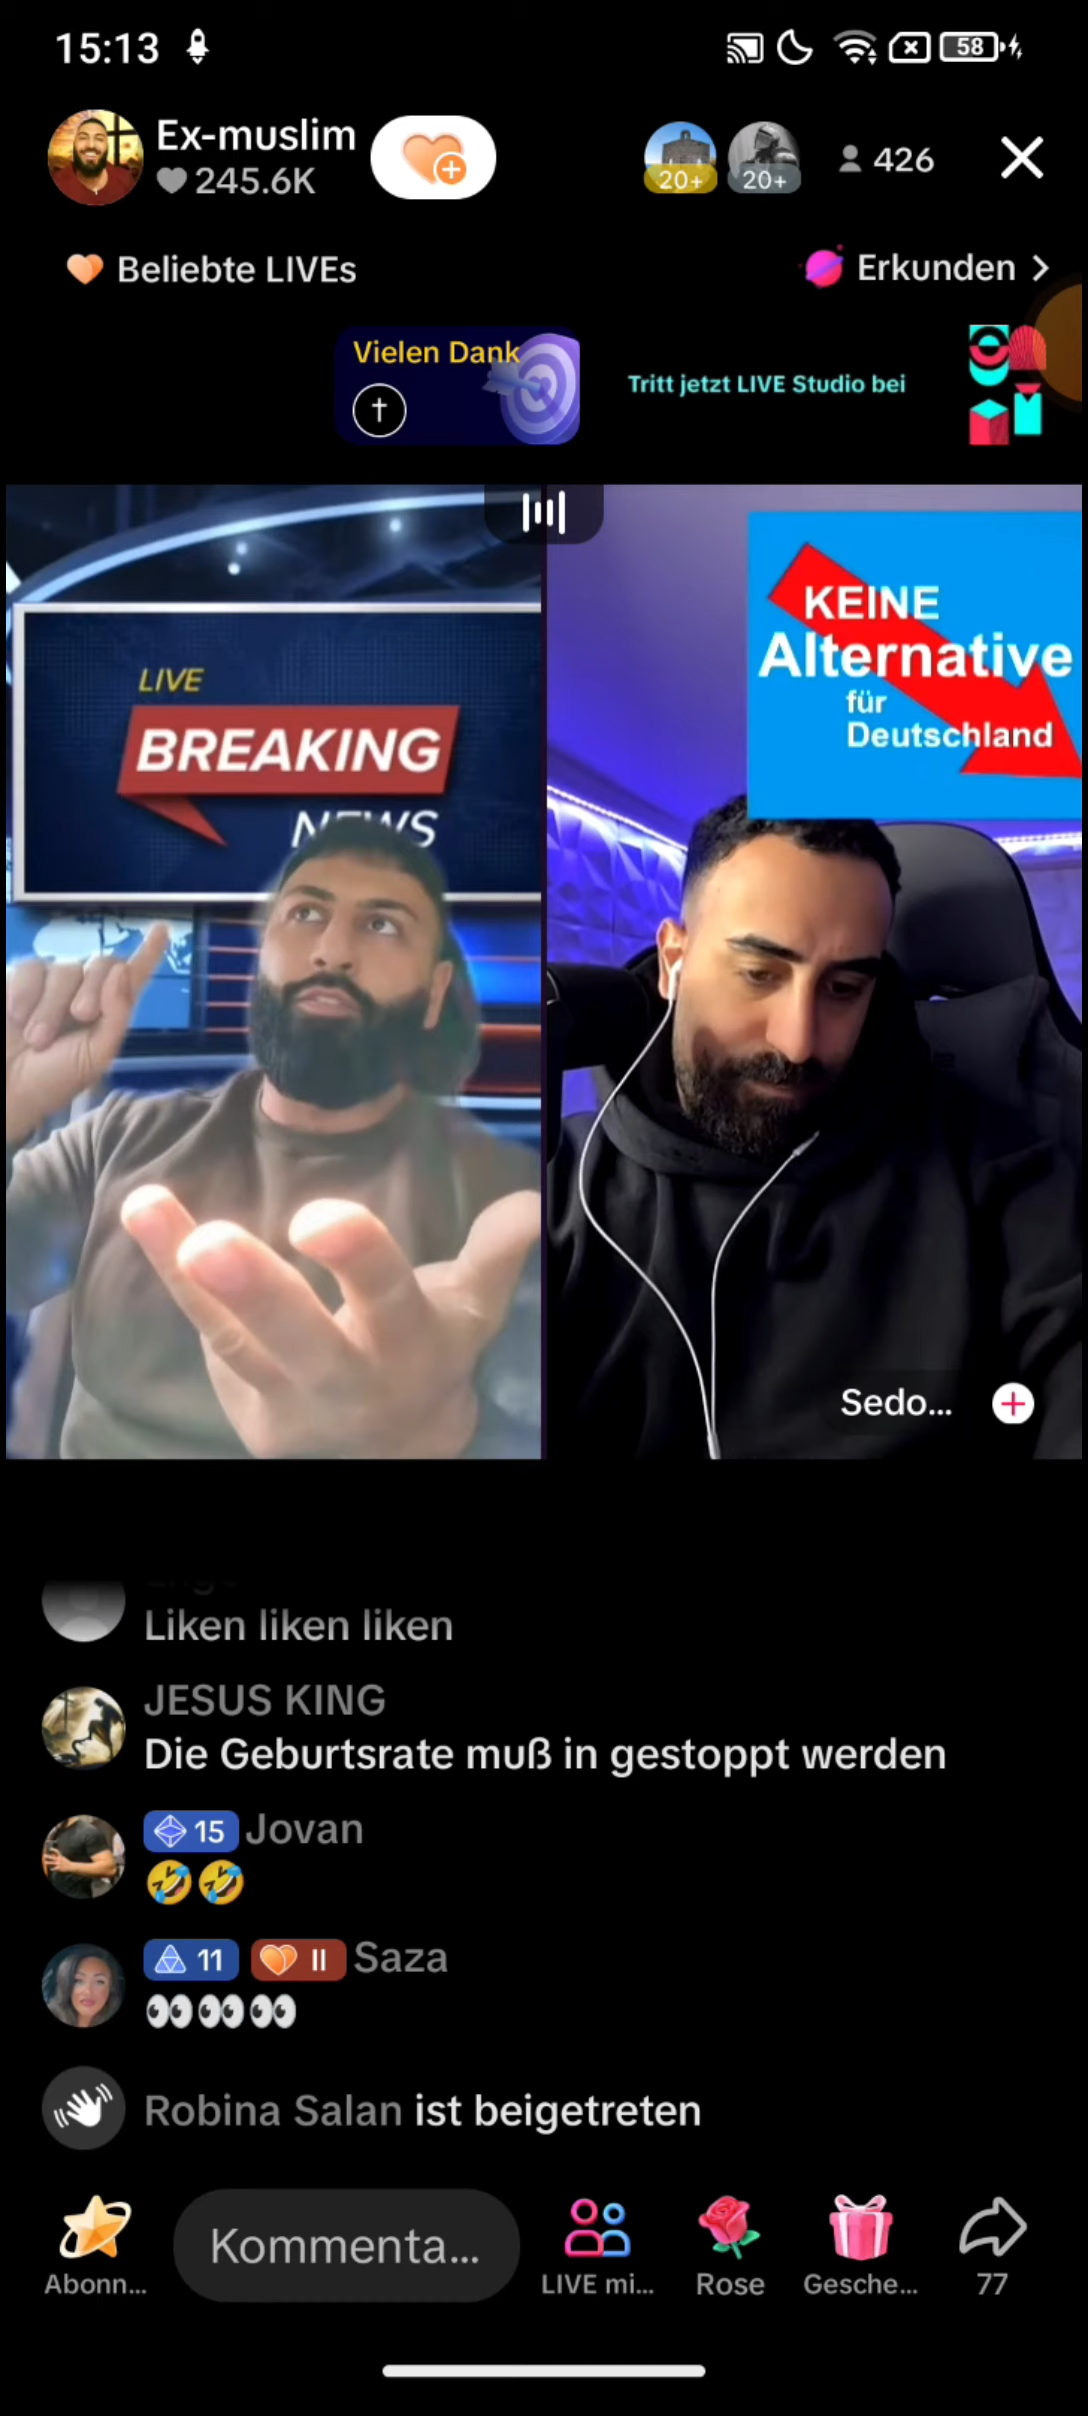 15:13
58
Ex-muslim
245.6K
20+
20+
426
Beliebte LIVEs
Erkunden
Vielen Dank
Tritt jetzt LIVE Studio bei
LIVE
BREAKING
NEWS
KEINE
Alternative
für
Deutschland
Sedo...
Liken liken liken
JESUS KING
Die Geburtsrate muß in gestoppt werden
15 Jovan
🤣🤣
11 II Saza
👀👀👀
Robina Salan ist beigetreten
Kommenta...
Abonn...
LIVE mi...
Rose
Gesche...
77